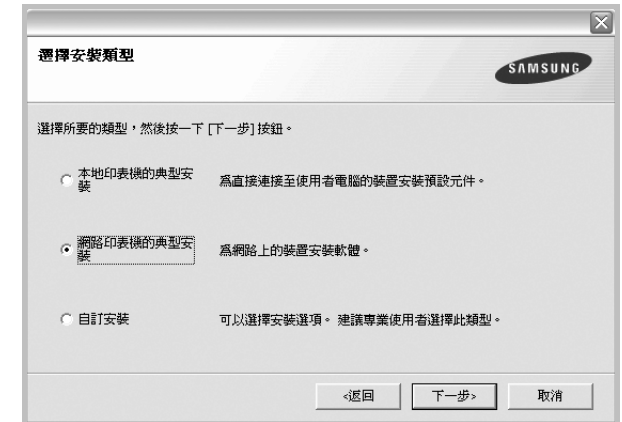 選擇安裝類型
SAMSUNG
選擇所要的類型，然後按一下 [下一步] 按鈕。
本地印表機的典型安
裝
為直接連接至使用者電腦的裝置安裝預設元件。
網路印表機的典型安
裝
為網路上的裝置安裝軟體。
自訂安裝
可以選擇安裝選項。 建議專業使用者選擇此類型。
<返回
下一步>
取消